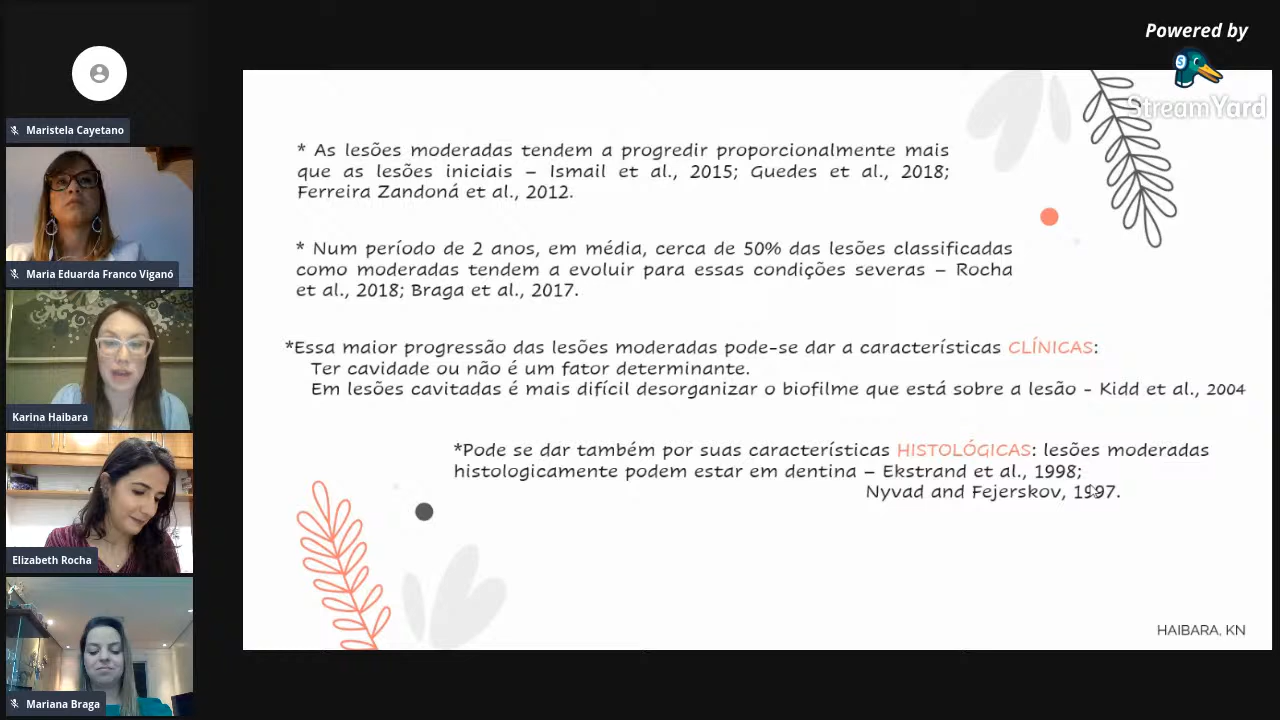 Powered by
StreamYard
Maristela Cayetano
Maria Eduarda Franco Viganó
Karina Haibara
Elizabeth Rocha
Mariana Braga
* As lesões moderadas tendem a progredir proporcionalmente mais
que as lesões iniciais – Ismail et al., 2015; Guedes et al., 2018;
Ferreira Zandoná et al., 2012.
* Num período de 2 anos, em média, cerca de 50% das lesões classificadas
como moderadas tendem a evoluir para essas condições severas – Rocha
et al., 2018; Braga et al., 2017.
*Essa maior progressão das lesões moderadas pode-se dar a características CLÍNICAS:
Ter cavidade ou não é um fator determinante.
Em lesões cavitadas é mais difícil desorganizar o biofilme que está sobre a lesão - Kidd et al., 2004
*Pode se dar também por suas características HISTOLÓGICAS: lesões moderadas
histologicamente podem estar em dentina – Ekstrand et al., 1998;
Nyvad and Fejerskov, 1997.
HAIBARA, KN